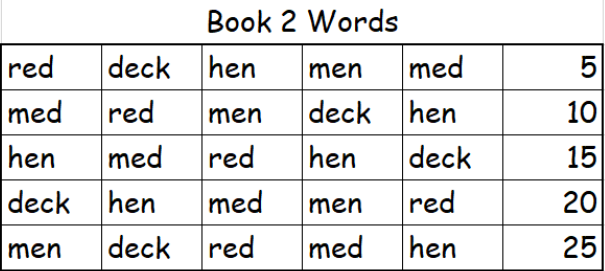 Book 2 Words
red deck hen men med 5
med red men deck hen 10
hen med red hen deck 15
deck hen med men red 20
men deck red med hen 25